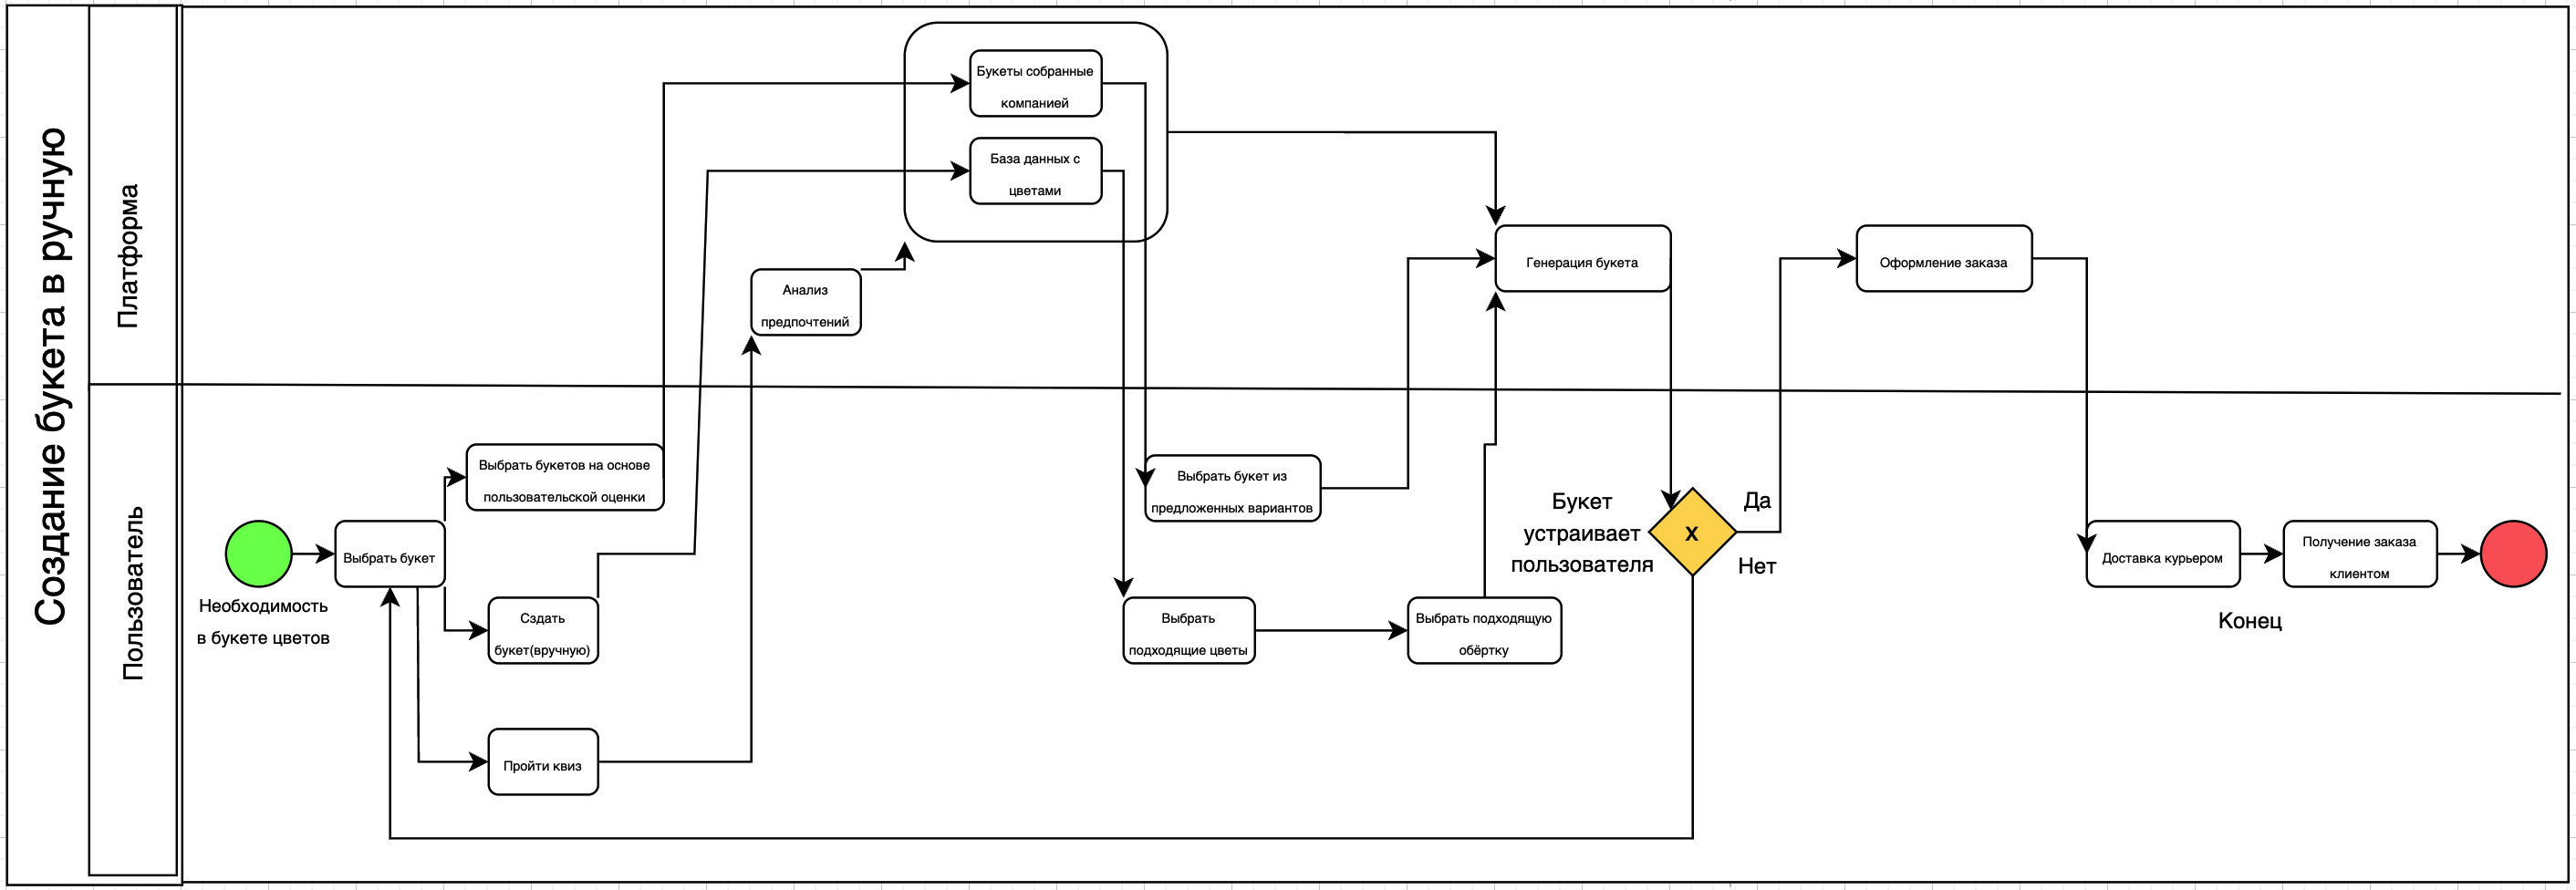 Создание букета в ручную
Платформа
Пользователь
Букеты собранные
компанией
База данных с
цветами
Анализ
предпочтений
Генерация букета
Оформление заказа
Необходимость
в букете цветов
Выбрать букет
Выбрать букетов на основе
пользовательской оценки
Сздать
букет(вручную)
Пройти квиз
Выбрать букет из
предложенных вариантов
Выбрать
подходящие цветы
Выбрать подходящую
обёртку
Букет
устраивает
пользователя
X
Да
Нет
Доставка курьером
Получение заказа
клиентом
Конец